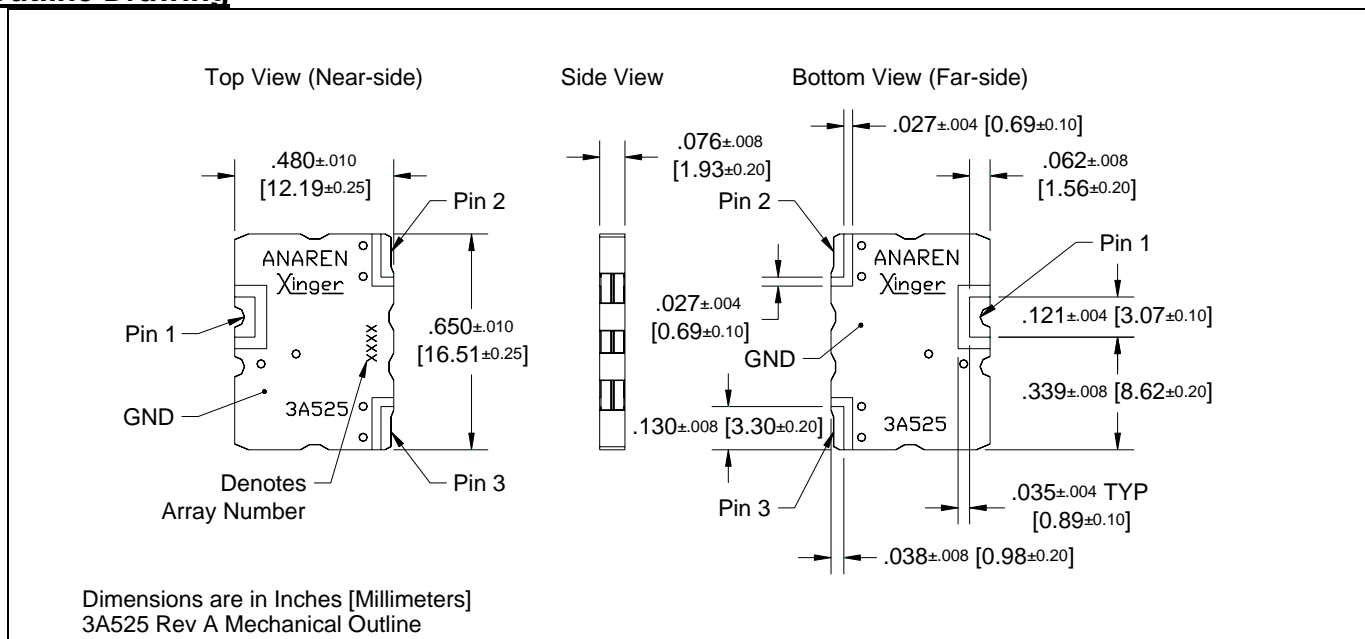 Top View (Near-side)
Side View
Bottom View (Far-side)
.480±.010
[12.19±0.25]
Pin 2
ANAREN
Xinger
Pin 1
.650±.010
[16.51±0.25]
XXXX
GND
3A525
Denotes
Array Number
Pin 3
.076±.008
[1.93±0.20]
.027±.004 [0.69±0.10]
.062±.008
[1.56±0.20]
Pin 2
Pin 1
ANAREN
Xinger
.027±.004
[0.69±0.10]
.121±.004 [3.07±0.10]
GND
.339±.008 [8.62±0.20]
.130±.008 [3.30±0.20]
3A525
Pin 3
.035±.004 TYP
[0.89±0.10]
.038±.008 [0.98±0.20]
Dimensions are in Inches [Millimeters]
3A525 Rev A Mechanical Outline